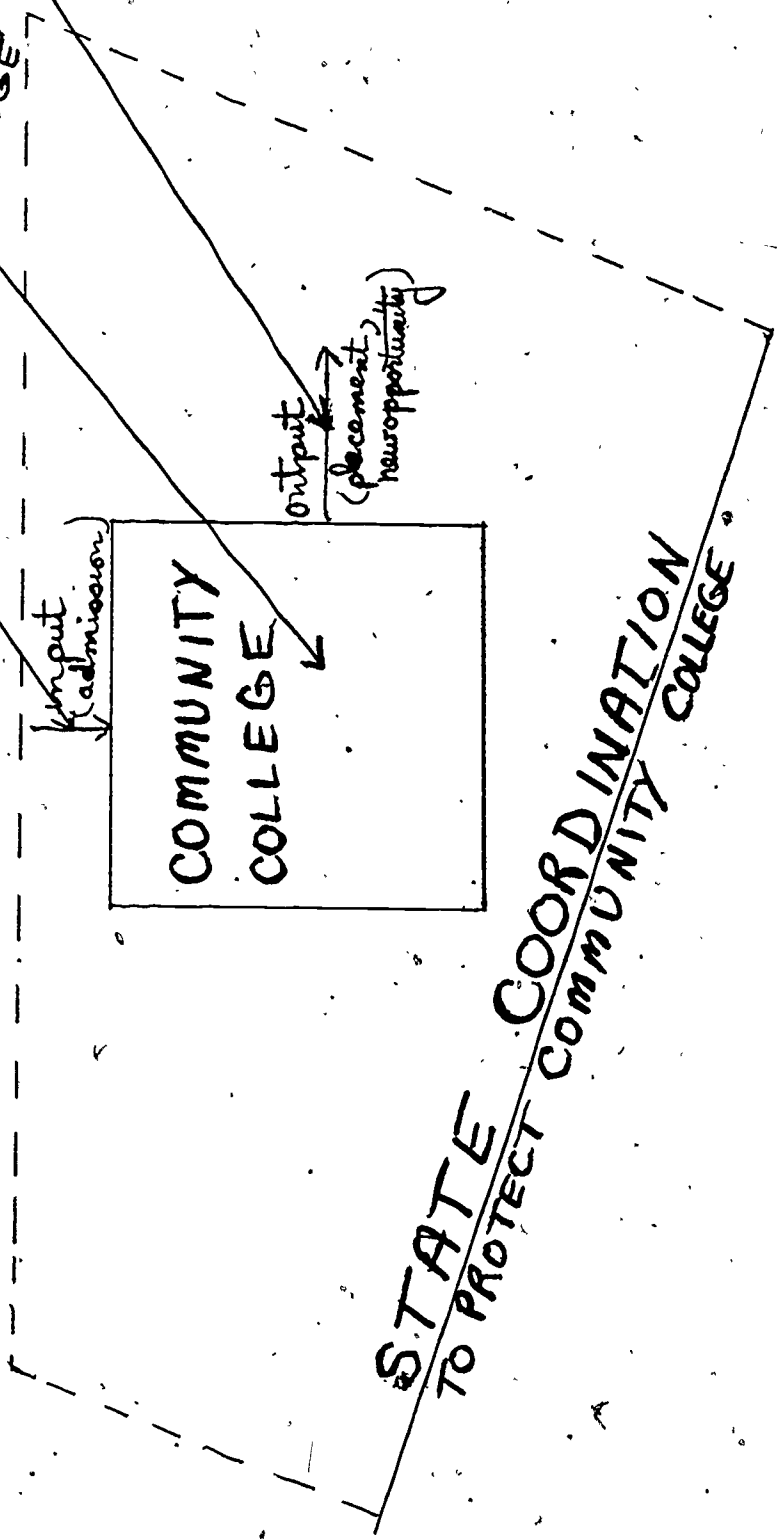 input
(admission)
COMMUNITY
COLLEGE
output
(placement,
new opportunity)
STATE COORDINATION
TO PROTECT COMMUNITY COLLEGE